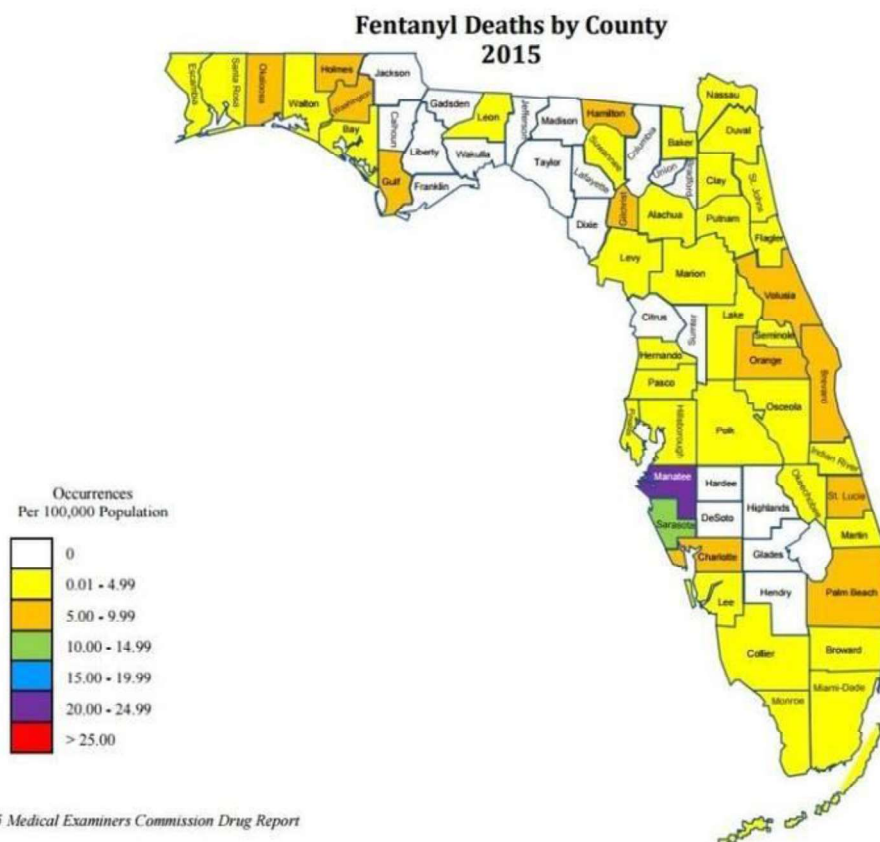 Fentanyl Deaths by County
2015
Escambia
Santa Rosa
Okaloosa
Walton
Holmes
Washington
Bay
Jackson
Calhoun
Gulf
Gadsden
Liberty
Franklin
Leon
Wakulla
Jefferson
Madison
Taylor
Hamilton
Suwannee
Lafayette
Dixie
Columbia
Gilchrist
Baker
Union
Bradford
Nassau
Duval
Clay
St. Johns
Alachua
Putnam
Flagler
Levy
Marion
Volusia
Citrus
Sumter
Lake
Seminole
Hernando
Orange
Brevard
Pasco
Osceola
Pinellas
Hillsborough
Polk
Indian River
Manatee
Hardee
Okeechobee
St. Lucie
Highlands
Sarasota
DeSoto
Martin
Charlotte
Glades
Lee
Hendry
Palm Beach
Collier
Broward
Monroe
Miami-Dade
Occurrences
Per 100,000 Population
0
0.01 - 4.99
5.00 - 9.99
10.00 - 14.99
15.00 - 19.99
20.00 - 24.99
> 25.00
Medical Examiners Commission Drug Report